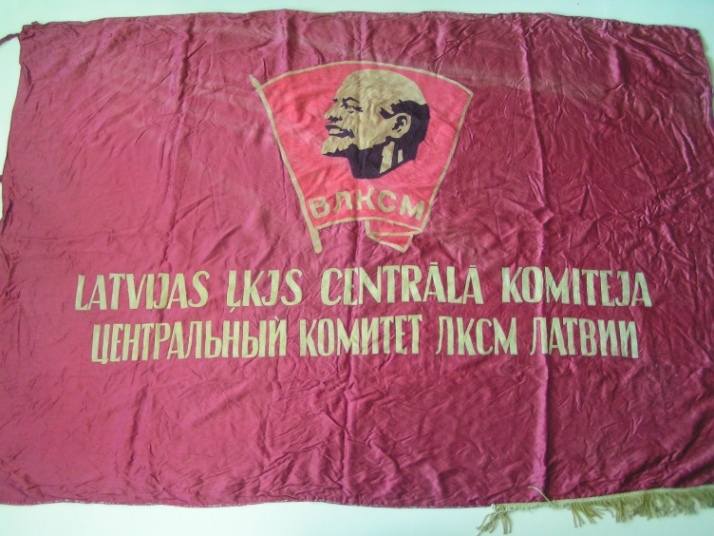 ВЛКСМ
LATVIJAS ĻKJS CENTRĀLĀ KOMITEJA
ЦЕНТРАЛЬНЫЙ КОМИТЕТ ЛКСМ ЛАТВИИ